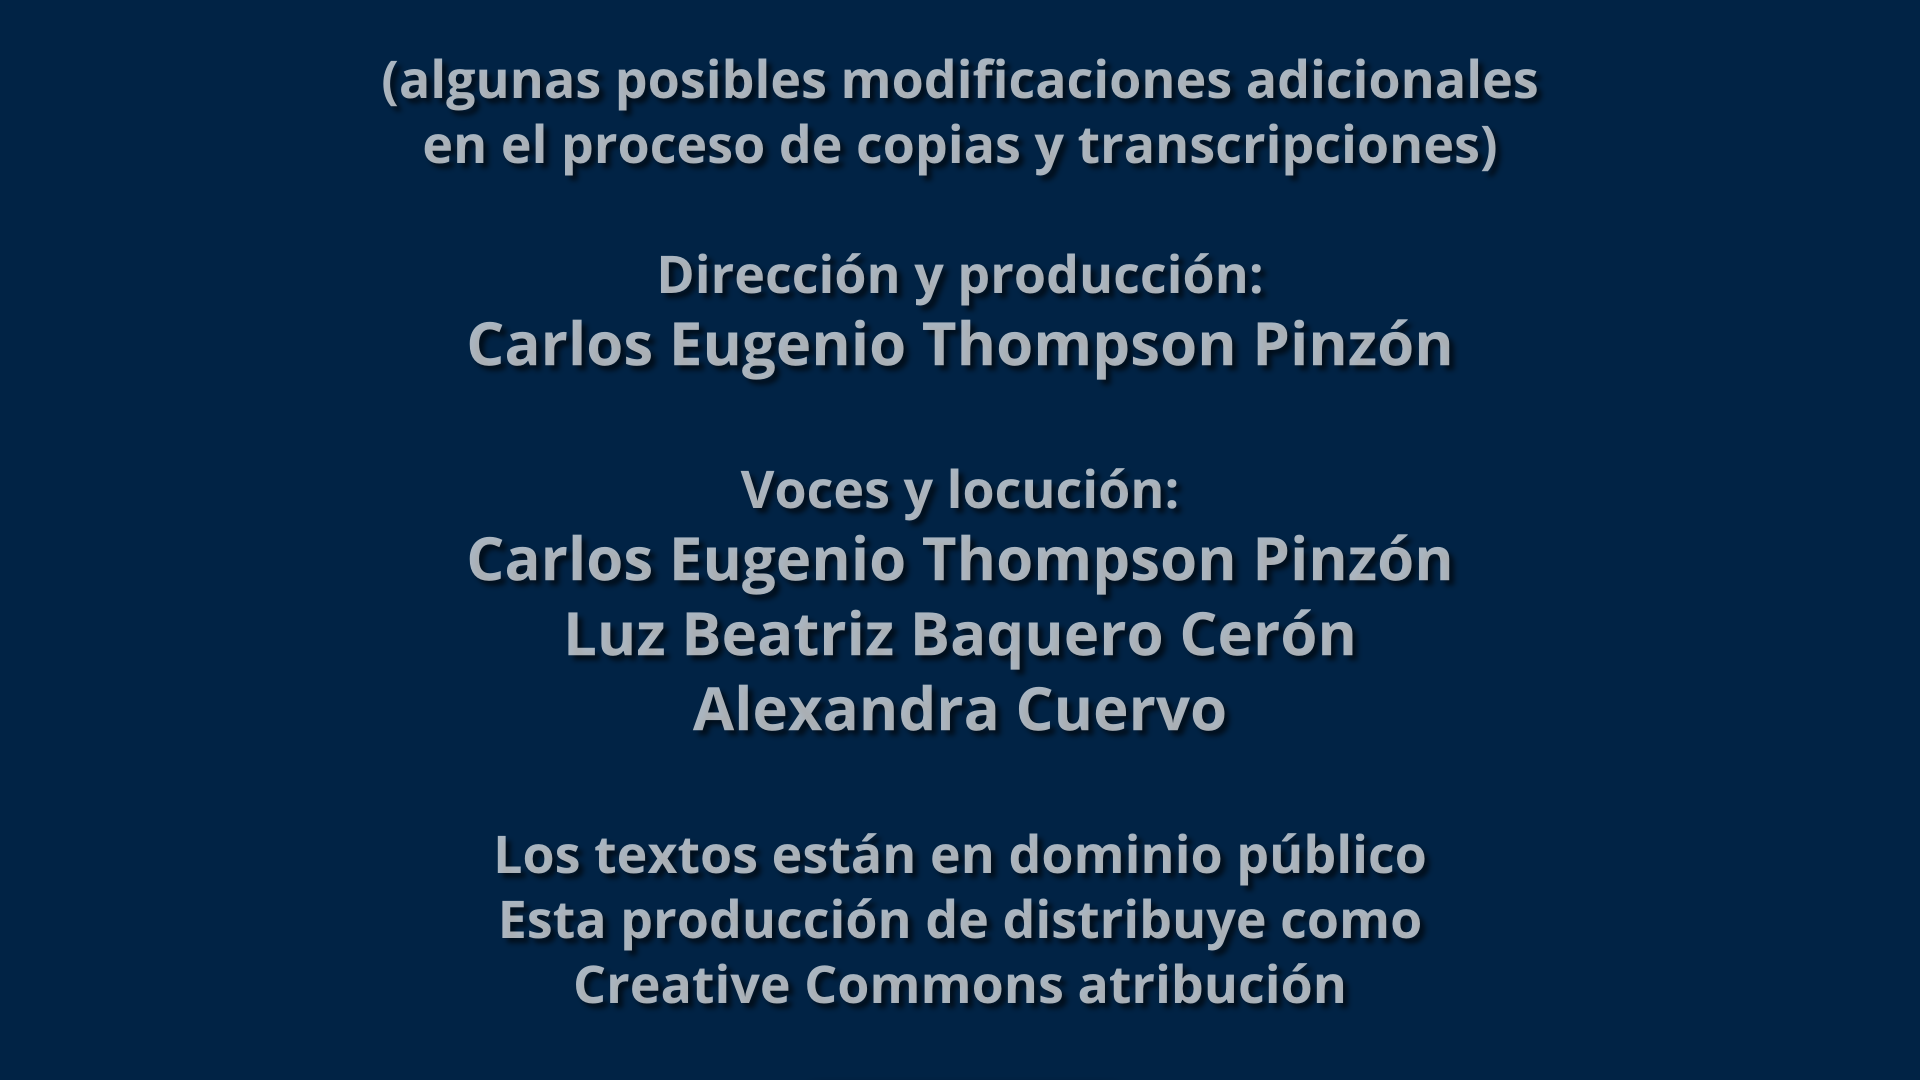 (algunas posibles modificaciones adicionales
en el proceso de copias y transcripciones)
Dirección y producción:
Carlos Eugenio Thompson Pinzón
Voces y locución:
Carlos Eugenio Thompson Pinzón
Luz Beatriz Baquero Cerón
Alexandra Cuervo
Los textos están en dominio público
Esta producción de distribuye como
Creative Commons atribución